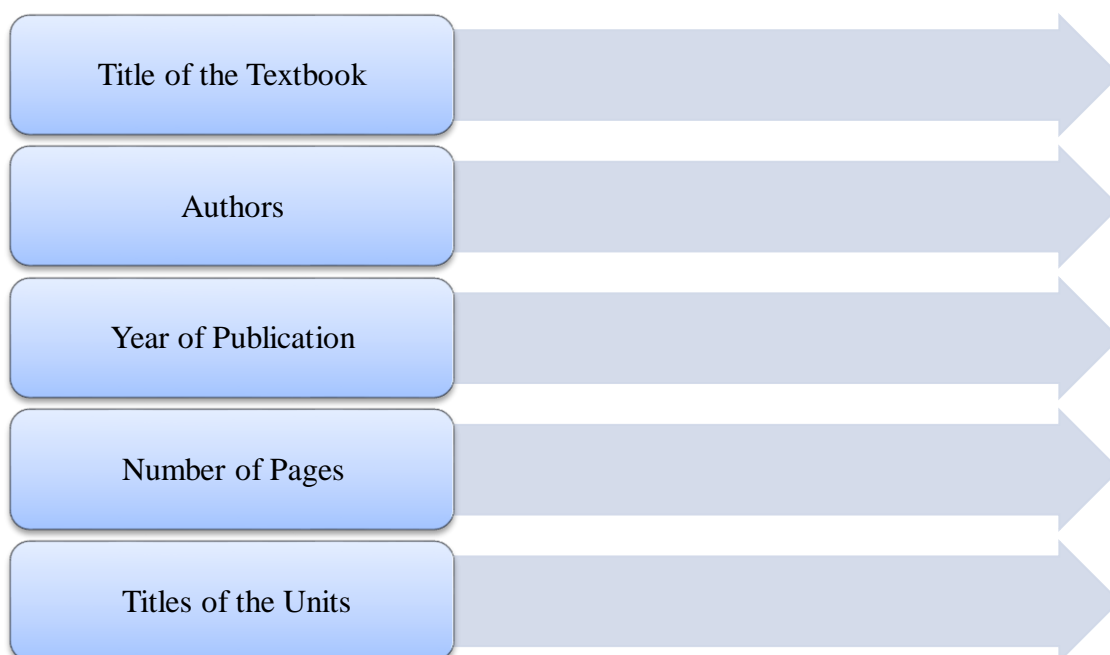 Title of the Textbook
Authors
Year of Publication
Number of Pages
Titles of the Units